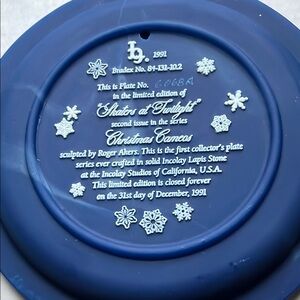 1991
Bradex No. 84-I32-10.2
This is Plate No.
in the limited edition of
"Skaters at Twilight"
second issue in the series
Christmas Cameos
sculpted by Roger Akers. This is the first collector's plate
series ever crafted in solid Incolay Lapis Stone
at the Incolay Studios of California, U.S.A.
This limited edition is closed forever
on the 31st day of December, 1991